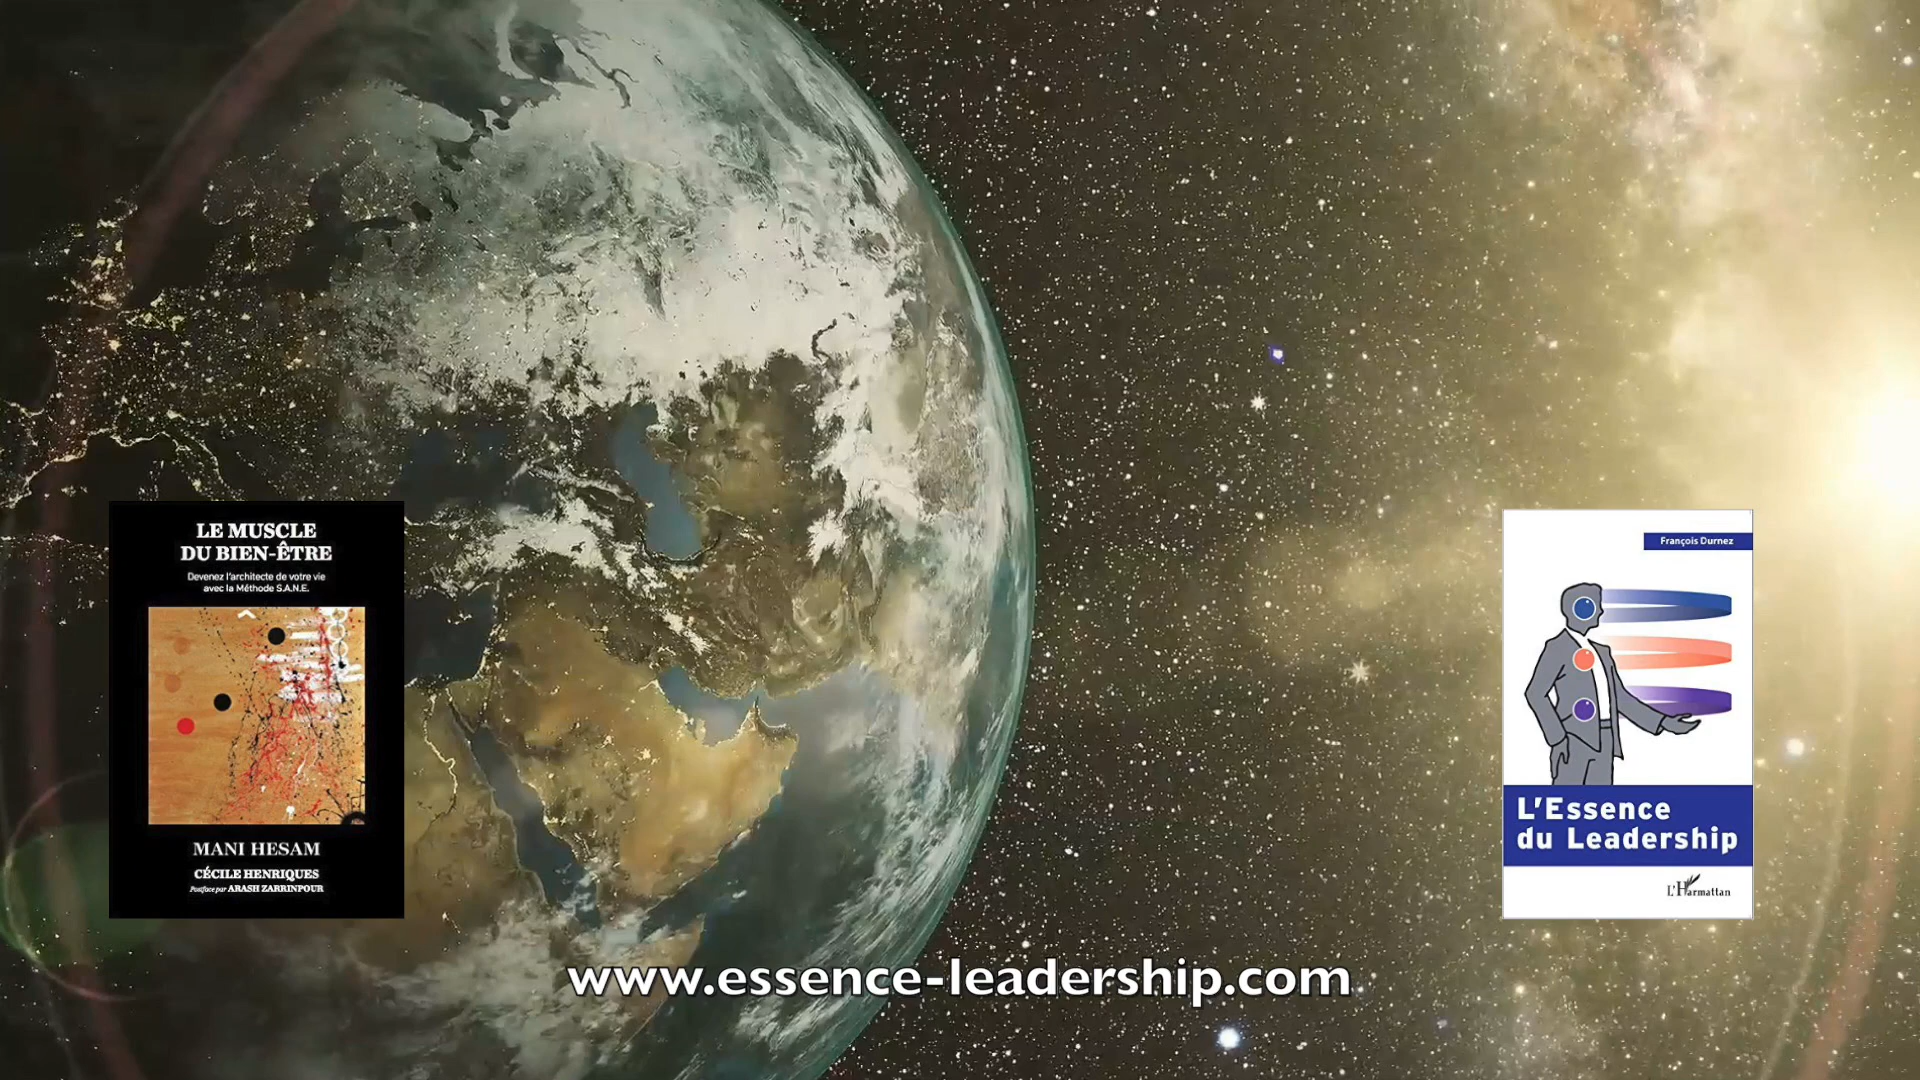 LE MUSCLE
DU BIEN-ÊTRE
Devenez l'architecte de votre vie
avec la Méthode S.A.N.E.
MANI HESAM
CÉCILE HENRIQUES
Postface par ARASH ZARRINPOUR
François Durnez
L'Essence
du Leadership
L'Harmattan
www.essence-leadership.com